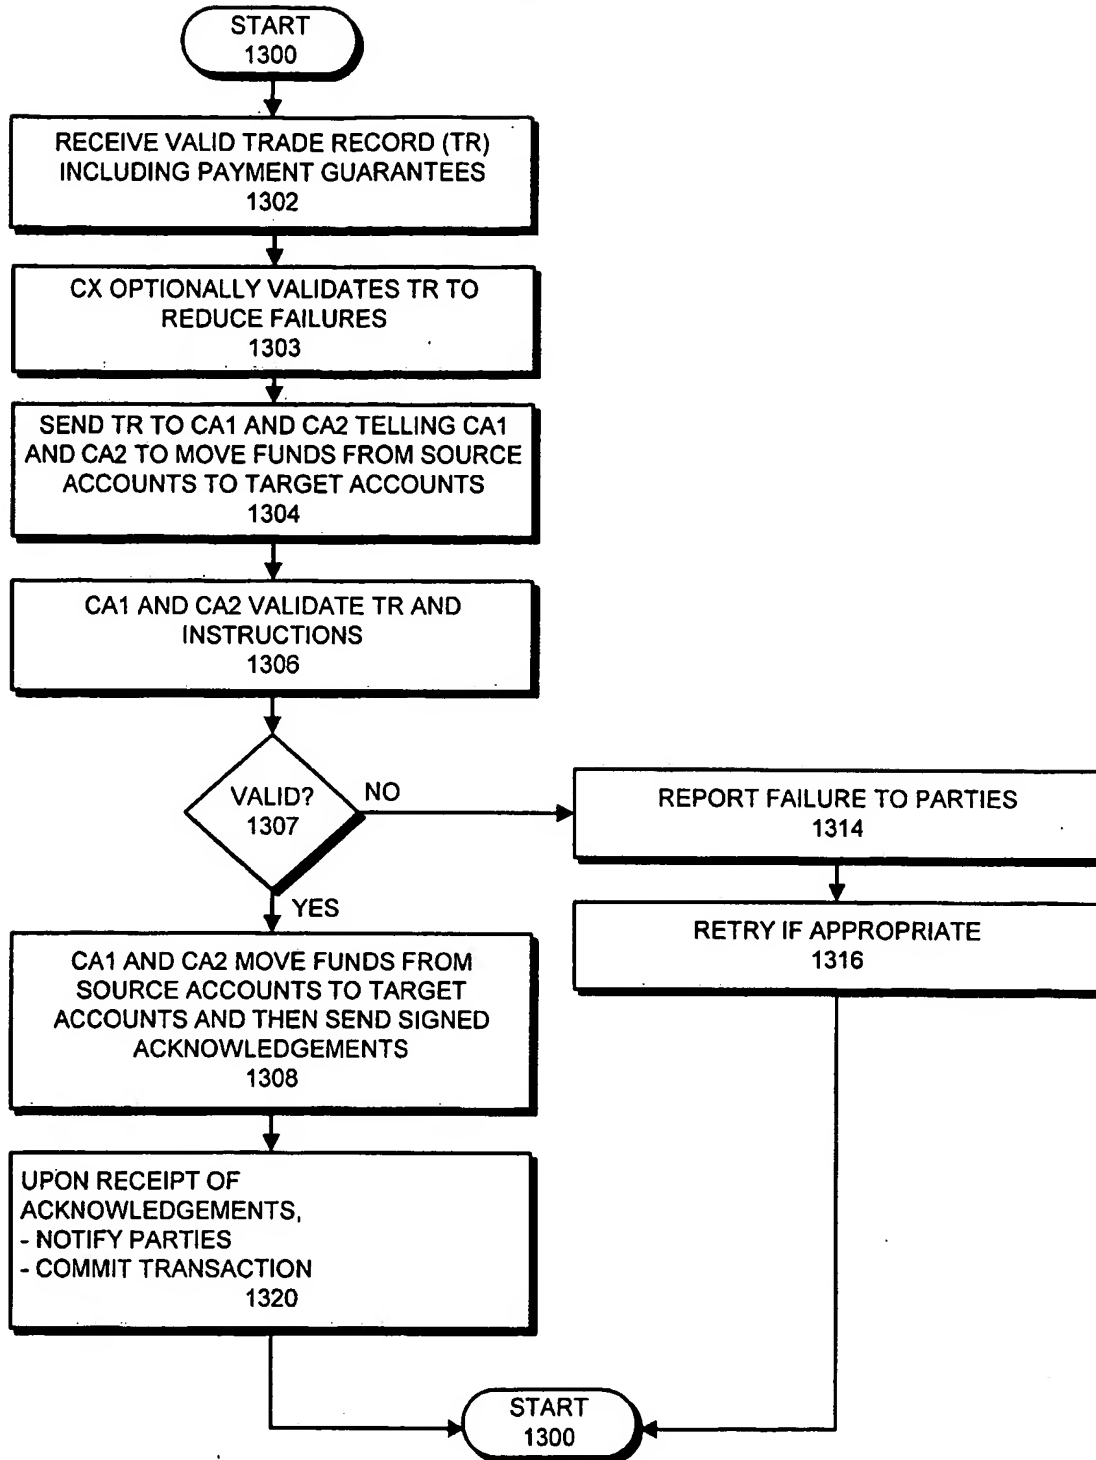 START
1300
RECEIVE VALID TRADE RECORD (TR)
INCLUDING PAYMENT GUARANTEES
1302
CX OPTIONALLY VALIDATES TR TO
REDUCE FAILURES
1303
SEND TR TO CA1 AND CA2 TELLING CA1
AND CA2 TO MOVE FUNDS FROM SOURCE
ACCOUNTS TO TARGET ACCOUNTS
1304
CA1 AND CA2 VALIDATE TR AND
INSTRUCTIONS
1306
VALID?
1307
NO
REPORT FAILURE TO PARTIES
1314
RETRY IF APPROPRIATE
1316
YES
CA1 AND CA2 MOVE FUNDS FROM
SOURCE ACCOUNTS TO TARGET
ACCOUNTS AND THEN SEND SIGNED
ACKNOWLEDGEMENTS
1308
UPON RECEIPT OF
ACKNOWLEDGEMENTS,
- NOTIFY PARTIES
- COMMIT TRANSACTION
1320
START
1300